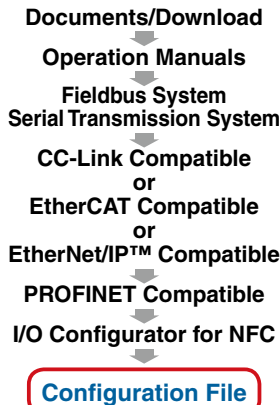 Documents/Download
Operation Manuals
Fieldbus System
Serial Transmission System
CC-Link Compatible
or
EtherCAT Compatible
or
EtherNet/IP™ Compatible
PROFINET Compatible
I/O Configurator for NFC
Configuration File